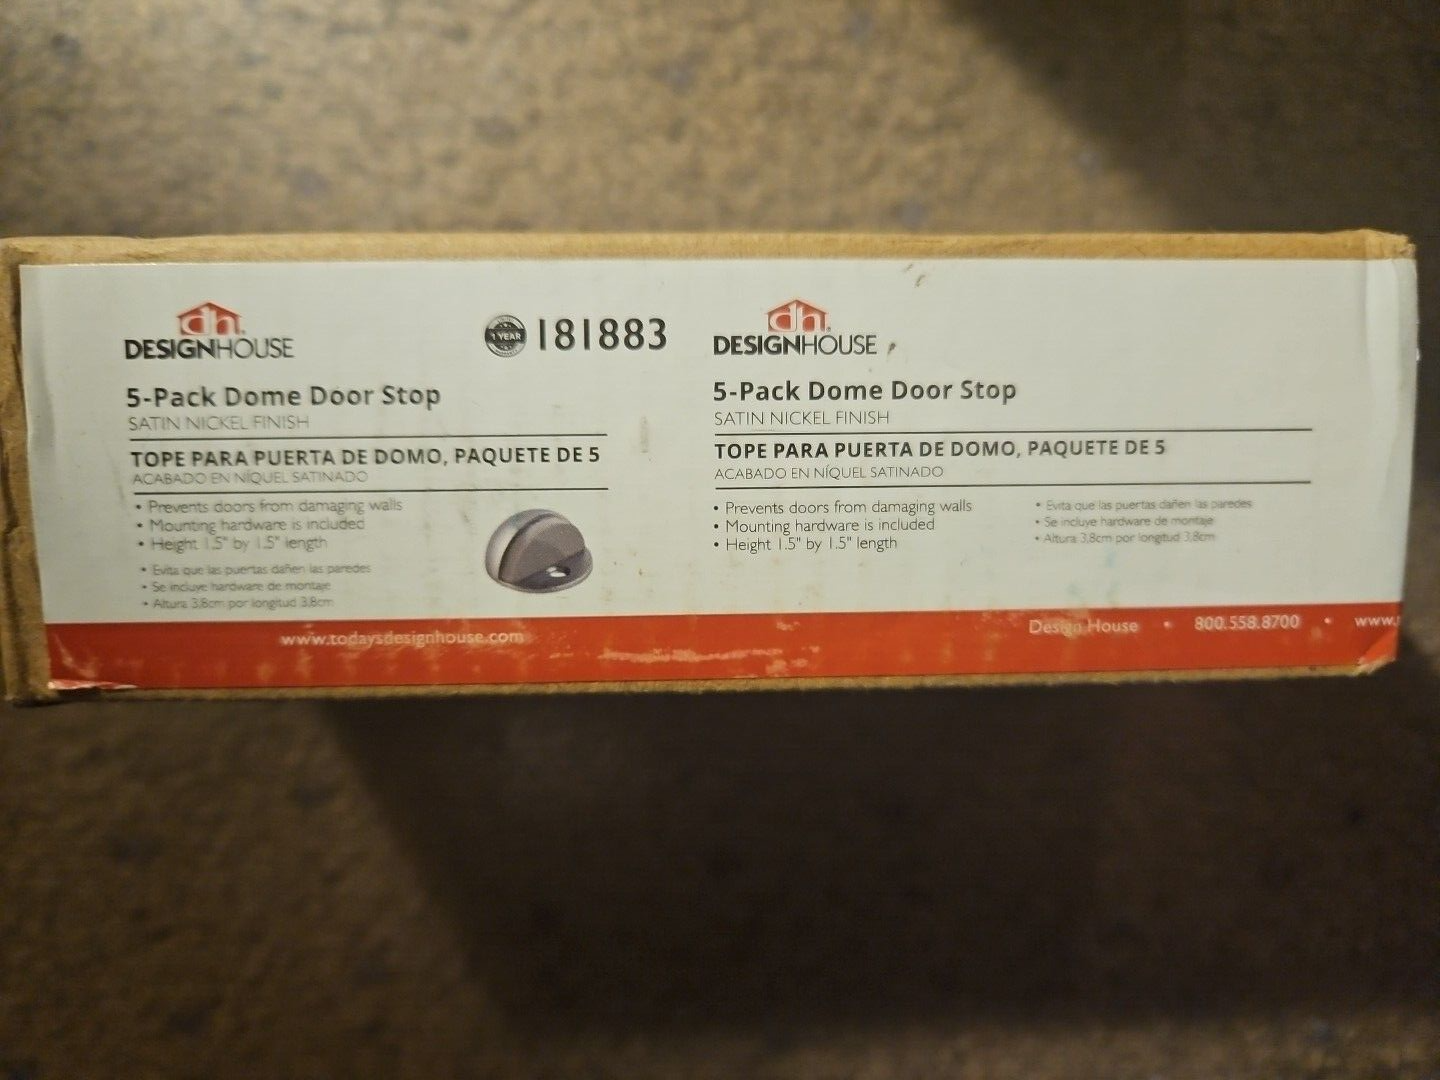 dh
DESIGNHOUSE
1 YEAR
181883
5-Pack Dome Door Stop
SATIN NICKEL FINISH
TOPE PARA PUERTA DE DOMO, PAQUETE DE 5
ACABADO EN NÍQUEL SATINADO
• Prevents doors from damaging walls
• Mounting hardware is included
• Height 1.5" by 1.5" length
• Evita que las puertas dañen las paredes
• Se incluye hardware de montaje
• Altura 3.8cm por longitud 3.8cm
www.todaysdesignhouse.com
dh
DESIGNHOUSE
5-Pack Dome Door Stop
SATIN NICKEL FINISH
TOPE PARA PUERTA DE DOMO, PAQUETE DE 5
ACABADO EN NÍQUEL SATINADO
• Prevents doors from damaging walls
• Mounting hardware is included
• Height 1.5" by 1.5" length
• Evita que las puertas dañen las paredes
• Se incluye hardware de montaje
• Altura 3.8cm por longitud 3.8cm
Design House • 800.558.8700 • www.